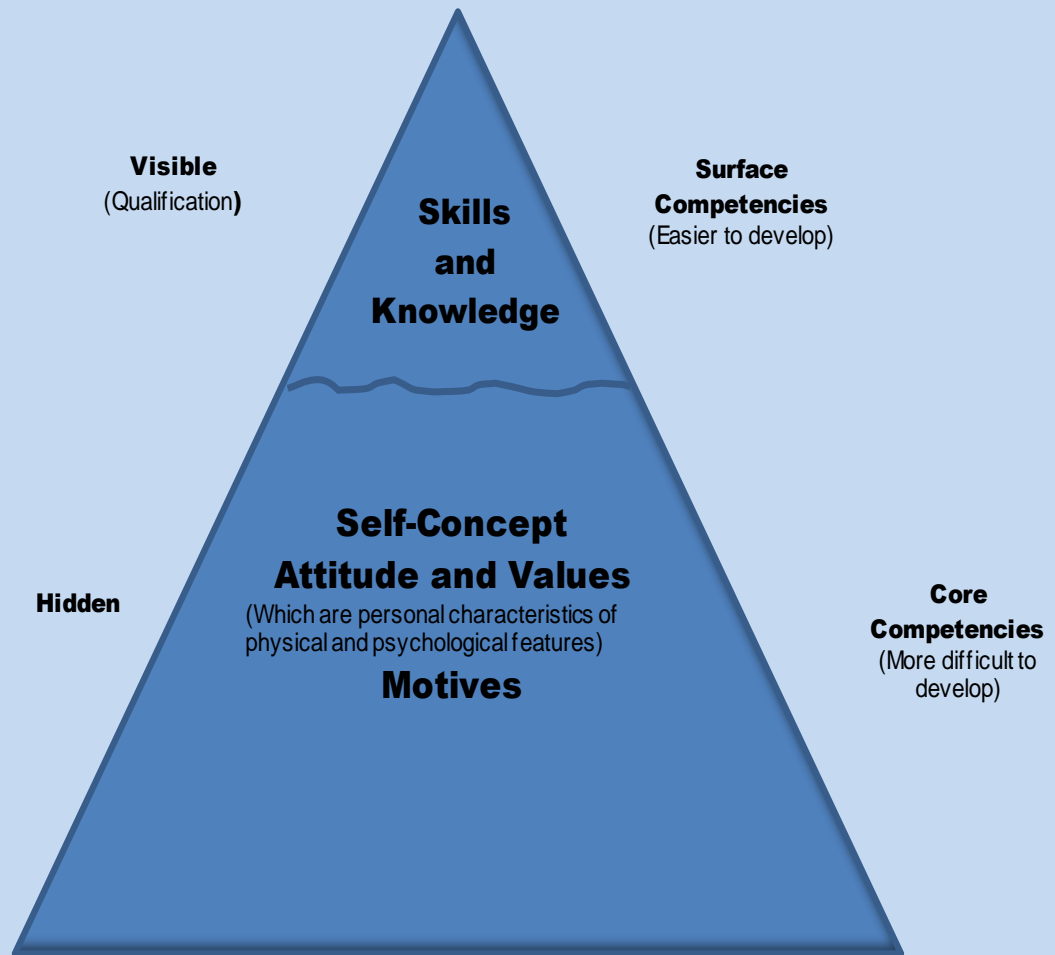 Visible
(Qualification)
Surface
Competencies
(Easier to develop)
Skills
and
Knowledge
Self-Concept
Attitude and Values
(Which are personal characteristics of
physical and psychological features)
Motives
Hidden
Core
Competencies
(More difficult to
develop)